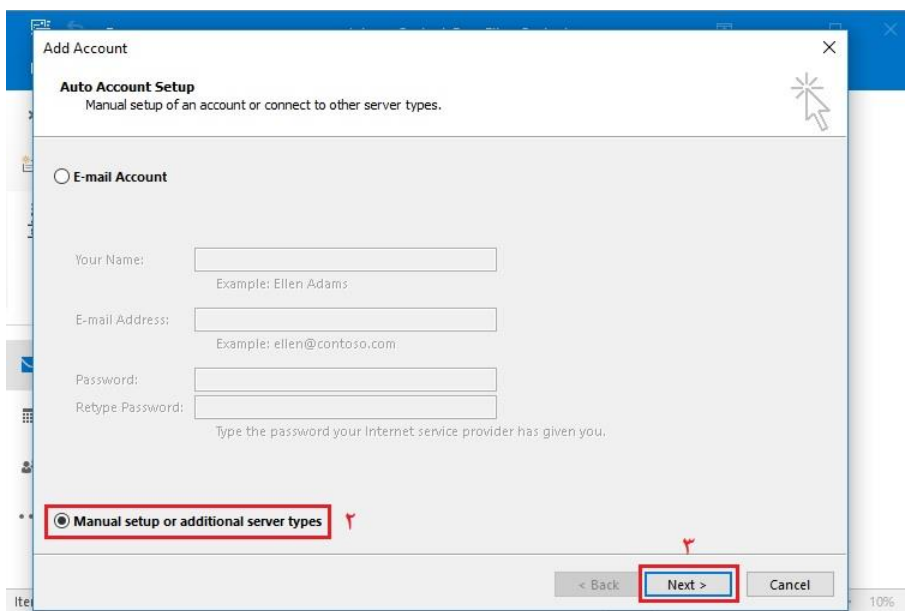 Add Account
Auto Account Setup
Manual setup of an account or connect to other server types.
E-mail Account
Your Name:
Example: Ellen Adams
E-mail Address:
Example: ellen@contoso.com
Password:
Retype Password:
Type the password your Internet service provider has given you.
Manual setup or additional server types ۲
۳
< Back Next > Cancel
10%